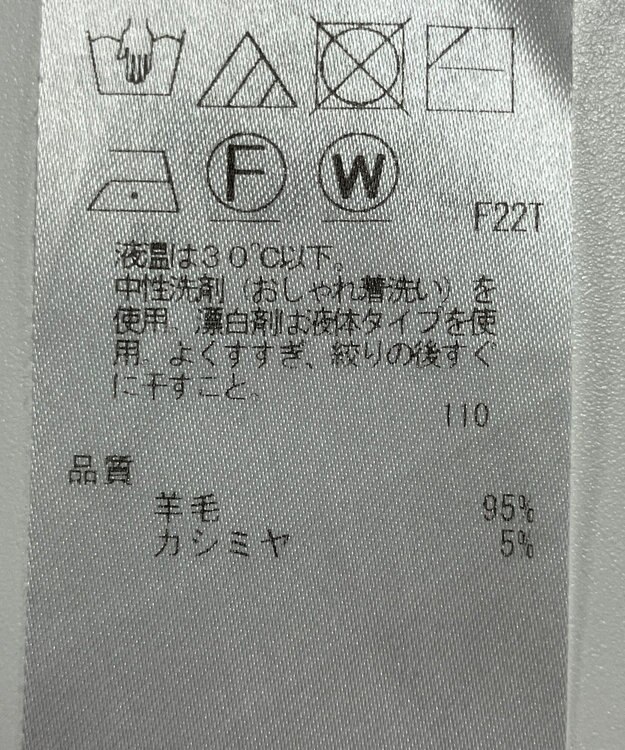 F W
F22T
液温は30℃以下。
中性洗剤（おしゃれ着洗い）を
使用。漂白剤は液体タイプを使
用。よくすすぎ、絞りの後すぐ
に干すこと。
110
品質
羊毛 95%
カシミヤ 5%